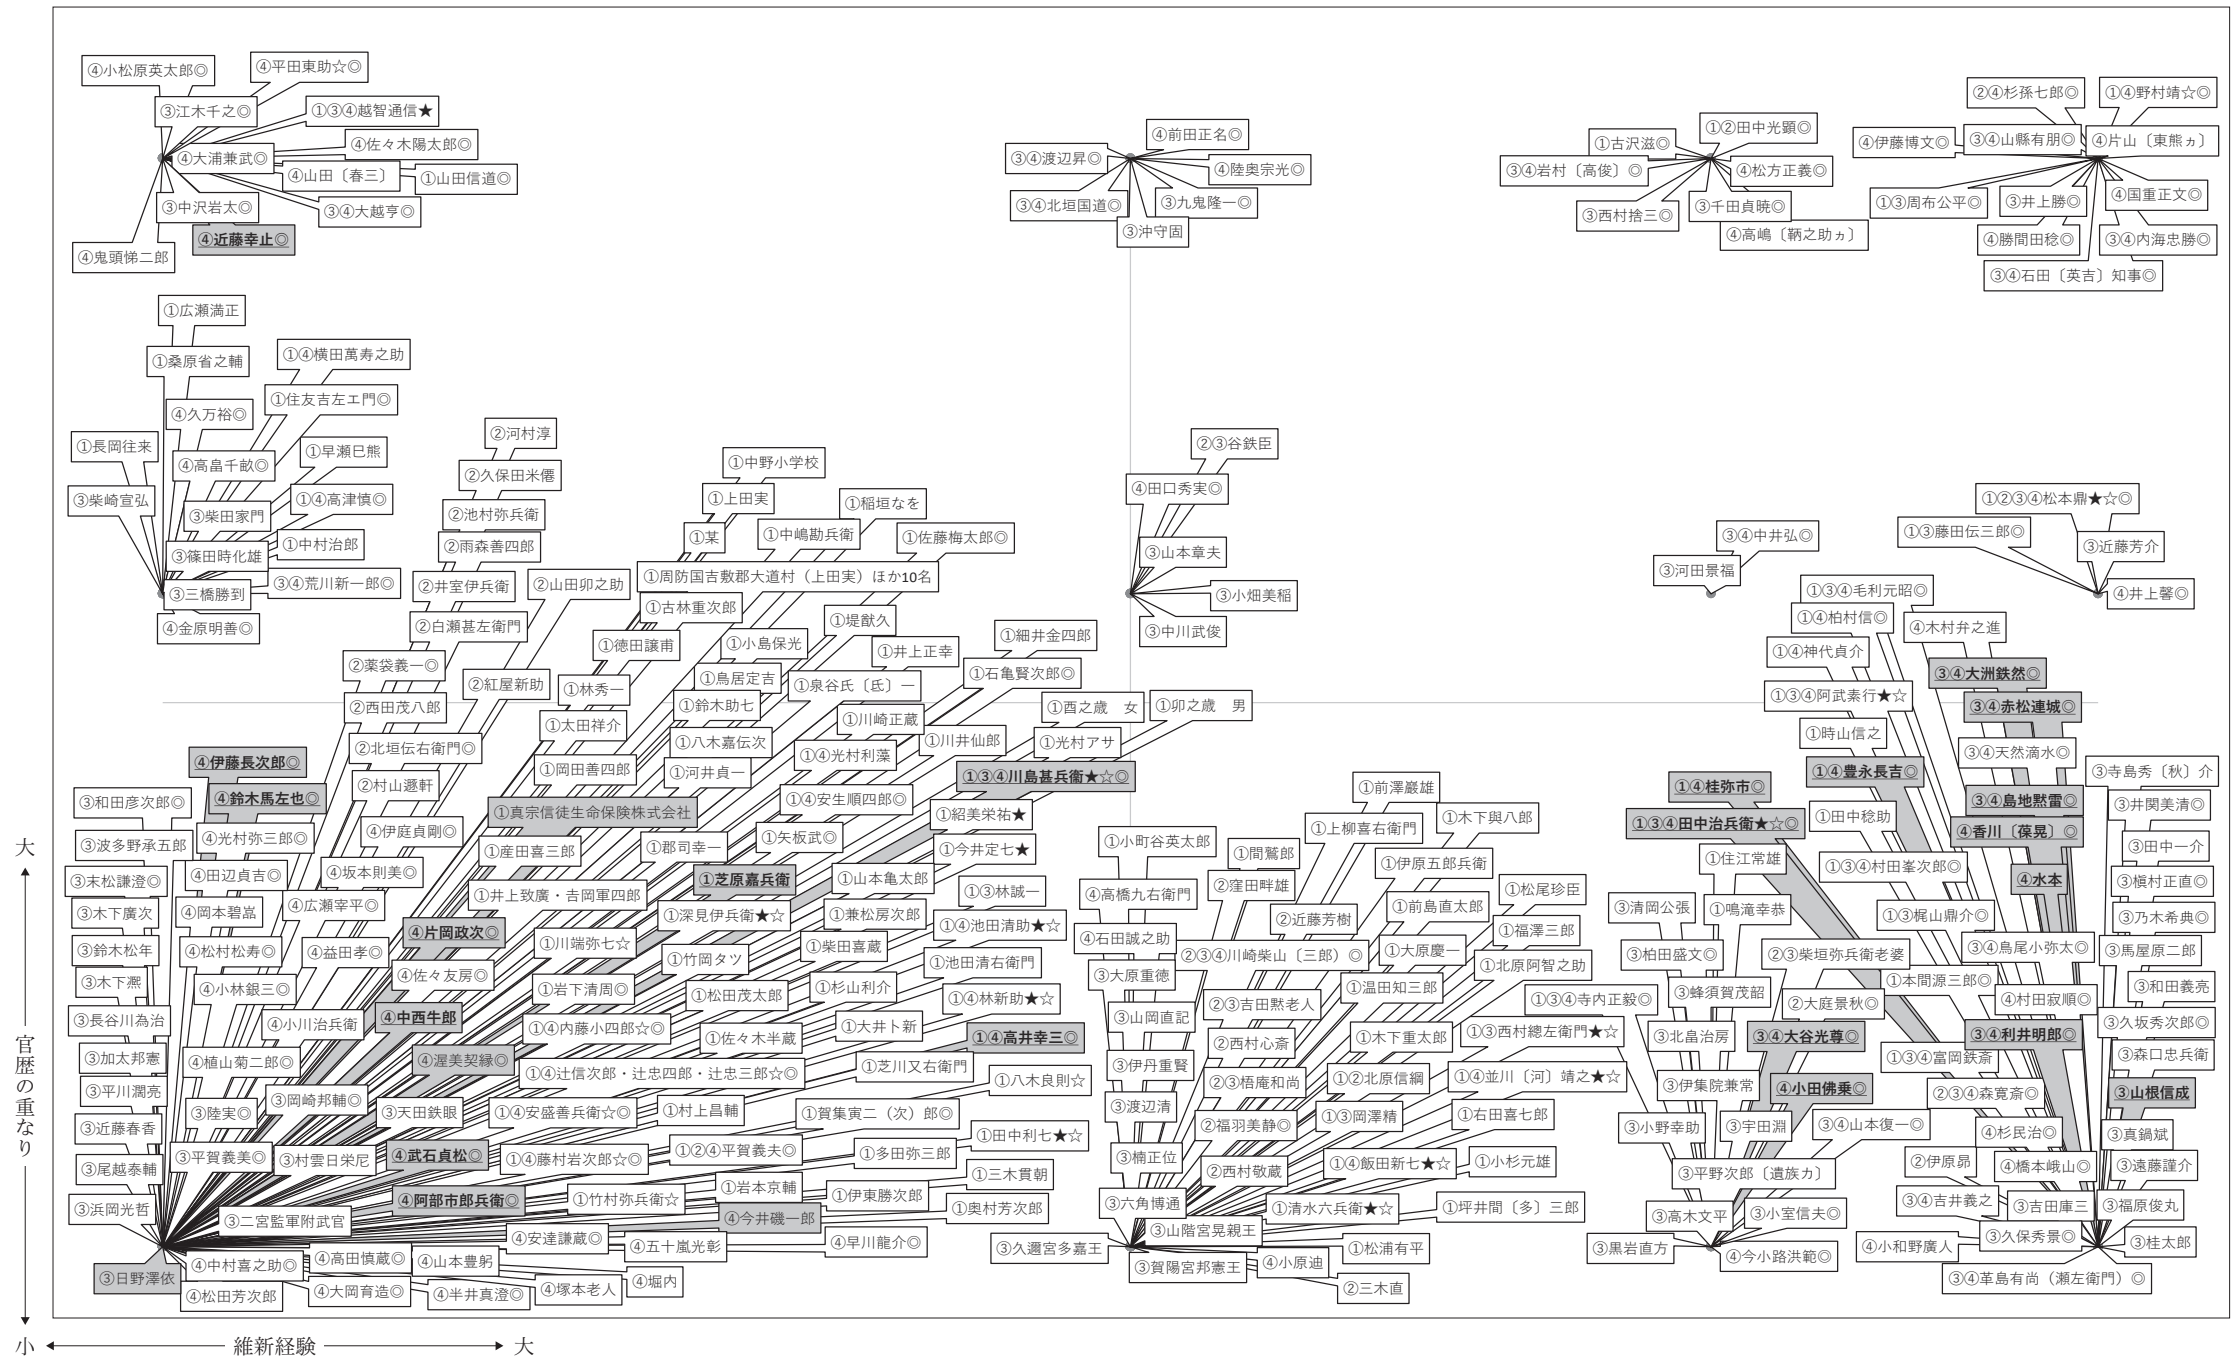 ④小松原英太郎◎
④平田東助☆◎
③江木千之◎
①③④越智通信★
④佐々木陽太郎◎
④大浦兼武◎
④山田〔春三〕
①山田信道◎
③中沢岩太◎
③④大越亨◎
④近藤幸止◎
④鬼頭悌二郎
④前田正名◎
③④渡辺昇◎
④陸奥宗光◎
③④北垣国道◎
③九鬼隆一◎
③沖守固
①②田中光顕◎
①古沢滋◎
③④岩村〔高俊〕◎
④松方正義◎
③西村捨三◎
③千田貞暁◎
④高嶋〔鞆之助ヵ〕
②④杉孫七郎◎
①④野村靖☆◎
④伊藤博文◎
③④山縣有朋◎
④片山〔東熊ヵ〕
①③周布公平◎
③井上勝◎
④国重正文◎
④勝間田稔◎
③④内海忠勝◎
③④石田〔英吉〕知事◎
①広瀬満正
①桑原省之輔
①④横田萬寿之助
①住友吉左エ門◎
④久万裕◎
①長岡往来
④高畠千畝◎
①早瀬巳熊
③柴崎宣弘
③柴田家門
①④高津慎◎
①中村治郎
③篠田時化雄
③④荒川新一郎◎
③三橋勝到
④金原明善◎
②河村淳
②久保田米僊
②池村弥兵衛
②雨森善四郎
②井室伊兵衛
②山田卯之助
②白瀬甚左衛門
②薬袋義一◎
②紅屋新助
②西田茂八郎
②北垣伝右衛門◎
②村山遯軒
①中野小学校
①上田実
①某
①稲垣なを
①中嶋勘兵衛
①佐藤梅太郎◎
①周防国吉敷郡大道村（上田実）ほか10名
①古林重次郎
①徳田譲甫
①小島保光
①堤猷久
①井上正幸
①細井金四郎
①林秀一
①鳥居定吉
①泉谷氏〔氐〕一
①石亀賢次郎◎
①太田祥介
①鈴木助七
①川崎正蔵
①酉之歳　女
①卯之歳　男
①八木嘉伝次
①④光村利藻
①川井仙郎
①光村アサ
①岡田善四郎
①河井貞一
①③④川島甚兵衞★☆◎
②③谷鉄臣
④田口秀実◎
③山本章夫
③小畑美稲
③中川武俊
③④中井弘◎
③河田景福
①②③④松本鼎★☆◎
①③藤田伝三郎◎
③近藤芳介
④井上馨◎
①③④毛利元昭◎
①④柏村信◎
④木村弁之進
①④神代貞介
③④大洲鉄然◎
①③④阿武素行★☆
③④赤松連城◎
①時山信之
③④天然滴水◎
①④桂弥市◎
①④豊永長吉◎
③寺島秀〔秋〕介
③④島地黙雷◎
③井関美清◎
①③④田中治兵衞★☆◎
①田中稔助
④香川〔葆晃〕◎
③田中一介
①住江常雄
①③④村田峯次郎◎
④水本
③槇村正直◎
④伊藤長次郎◎
④鈴木馬左也◎
③和田彦次郎◎
③波多野承五郎
④光村弥三郎◎
③末松謙澄◎
④田辺貞吉◎
④伊庭貞剛◎
④坂本則美◎
③木下廣次
④岡本碧嵓
④広瀬宰平◎
③鈴木松年
④松村松寿◎
④益田孝◎
④片岡政次◎
③木下凞
④小林銀三◎
④佐々友房◎
③長谷川為治
④小川治兵衛
④中西牛郎
③加太邦憲
④植山菊二郎◎
④渥美契縁◎
③平川潤亮
③陸実◎
③岡崎邦輔◎
③天田鉄眼
③近藤春香
③平賀義美◎
③村雲日栄尼
④武石貞松◎
③尾越泰輔
③浜岡光哲
③二宮監軍附武官
④阿部市郎兵衛◎
③日野澤依
④中村喜之助◎
④高田慎蔵◎
④山本豊躬
④安達謙蔵◎
④五十嵐光彰
④早川龍介◎
④松田芳次郎
④大岡育造◎
④半井真澄◎
④塚本老人
④堀内
①真宗信徒生命保険株式会社
①④安生順四郎◎
①紹美栄祐★
①産田喜三郎
①郡司幸一
①矢板武◎
①今井定七★
①井上致廣・吉岡軍四郎
①芝原嘉兵衞
①山本亀太郎
①③林誠一
①深見伊兵衛★☆
①兼松房次郎
①④池田清助★☆
①川端弥七☆
①竹岡タツ
①柴田喜蔵
①池田清右衛門
①岩下清周◎
①松田茂太郎
①杉山利介
①④林新助★☆
①④内藤小四郎☆◎
①佐々木半蔵
①大井卜新
①④高井幸三◎
①④辻信次郎・辻忠四郎・辻忠三郎☆◎
①芝川又右衛門
①八木良則☆
①④安盛善兵衛☆◎
①村上昌輔
①賀集寅二（次）郎◎
①田中利七★☆
①④藤村岩次郎☆◎
①②④平賀義夫◎
①多田弥三郎
①三木貫朝
①竹村弥兵衛☆
①岩本京輔
①伊東勝次郎
①奥村芳次郎
④今井磯一郎
①前澤巖雄
①小町谷英太郎
①間鷲郎
①上柳喜右衛門
①木下與八郎
④高橋九右衛門
②窪田畔雄
①伊原五郎兵衛
①松尾珍臣
④石田誠之助
②近藤芳樹
①前島直太郎
①福澤三郎
③大原重徳
②③④川崎柴山〔三郎〕◎
①大原慶一
①北原阿智之助
③山岡直記
②③吉田黙老人
①温田知三郎
①③④寺内正毅◎
③伊丹重賢
②西村心斎
①木下重太郎
①③西村總左衛門★☆
③渡辺清
②③梧庵和尚
①②北原信綱
①④並川〔河〕靖之★☆
③楠正位
②福羽美静◎
①③岡澤精
①右田喜七郎
②西村敬蔵
①④飯田新七★☆
①小杉元雄
③六角博通
①清水六兵衛★☆
①坪井間〔多〕三郎
③山階宮晃親王
③久邇宮多嘉王
③賀陽宮邦憲王
④小原迪
①松浦有平
②三木直
③清岡公張
①鳴滝幸恭
①③梶山鼎介◎
③乃木希典◎
③柏田盛文◎
②③柴垣弥兵衛老婆
③④鳥尾小弥太◎
③馬屋原二郎
③蜂須賀茂韶
①本間源三郎◎
②大庭景秋◎
④村田寂順◎
③和田義亮
③北畠治房
③④大谷光尊◎
③④利井明郎◎
③久坂秀次郎◎
①③④富岡鉄斎
③森口忠兵衛
③伊集院兼常
④小田佛乗◎
②③④森寛斎◎
③山根信成
③小野幸助
③宇田淵
③④山本復一◎
④杉民治◎
③真鍋斌
③平野次郎〔遺族カ〕
②伊原昴
④橋本峨山◎
③遠藤謹介
③高木文平
③小室信夫◎
③④吉井義之
③吉田庫三
③福原俊丸
③黒岩直方
④今小路洪範◎
④小和野廣人
③久保秀景◎
③桂太郎
③④革島有尚（瀬左衛門）◎
大
官歴の重なり
小
維新経験
大